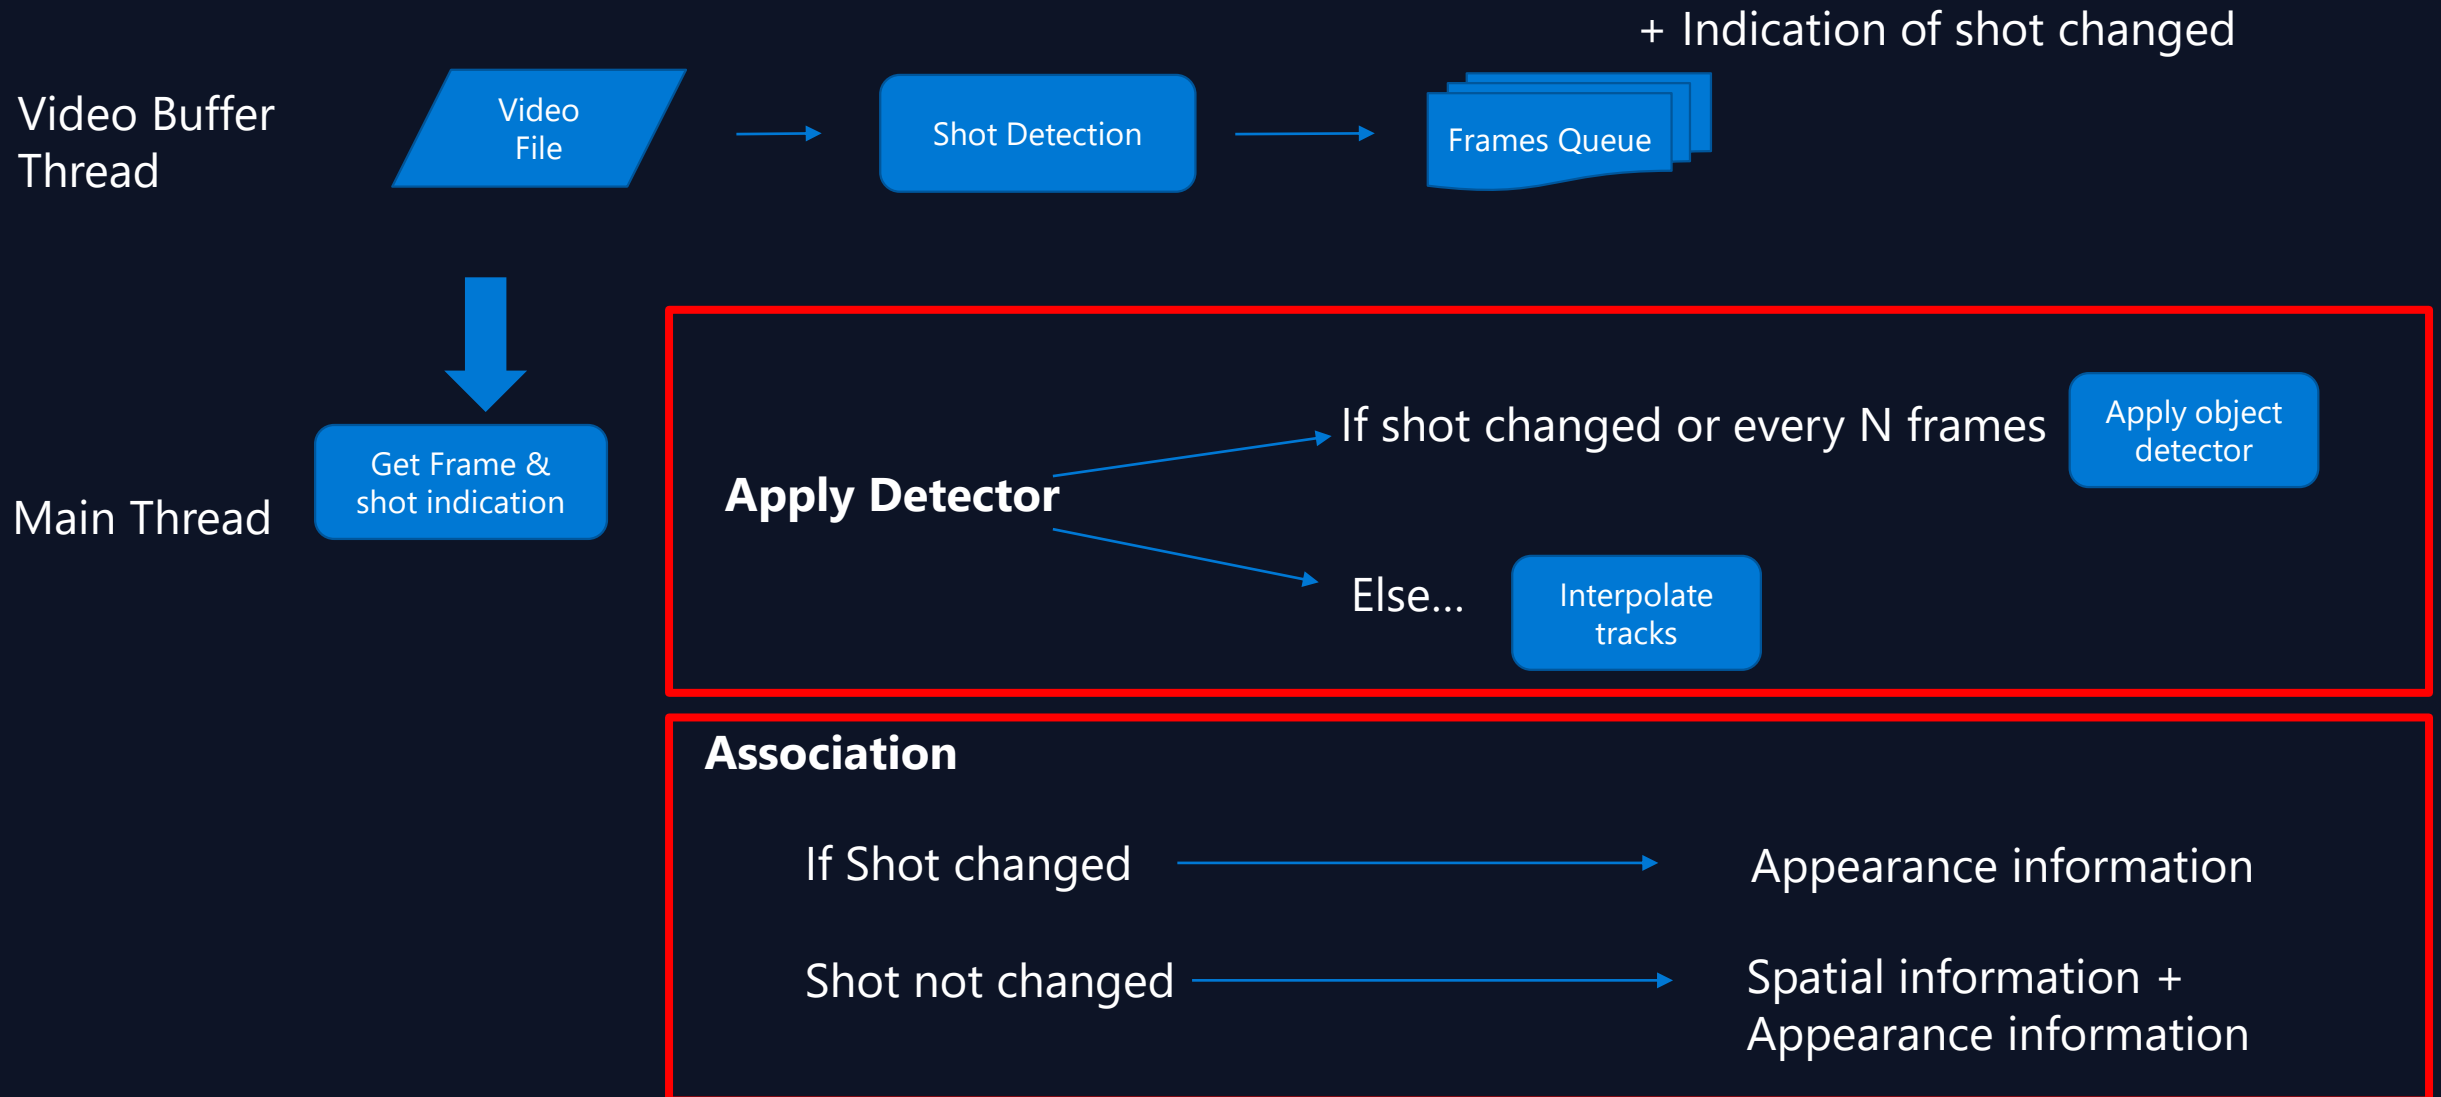 + Indication of shot changed
Video Buffer
Thread
Video
File
Shot Detection
Frames Queue
Main Thread
Get Frame &
shot indication
Apply Detector
If shot changed or every N frames
Apply object
detector
Else...
Interpolate
tracks
Association
If Shot changed
Appearance information
Shot not changed
Spatial information +
Appearance information